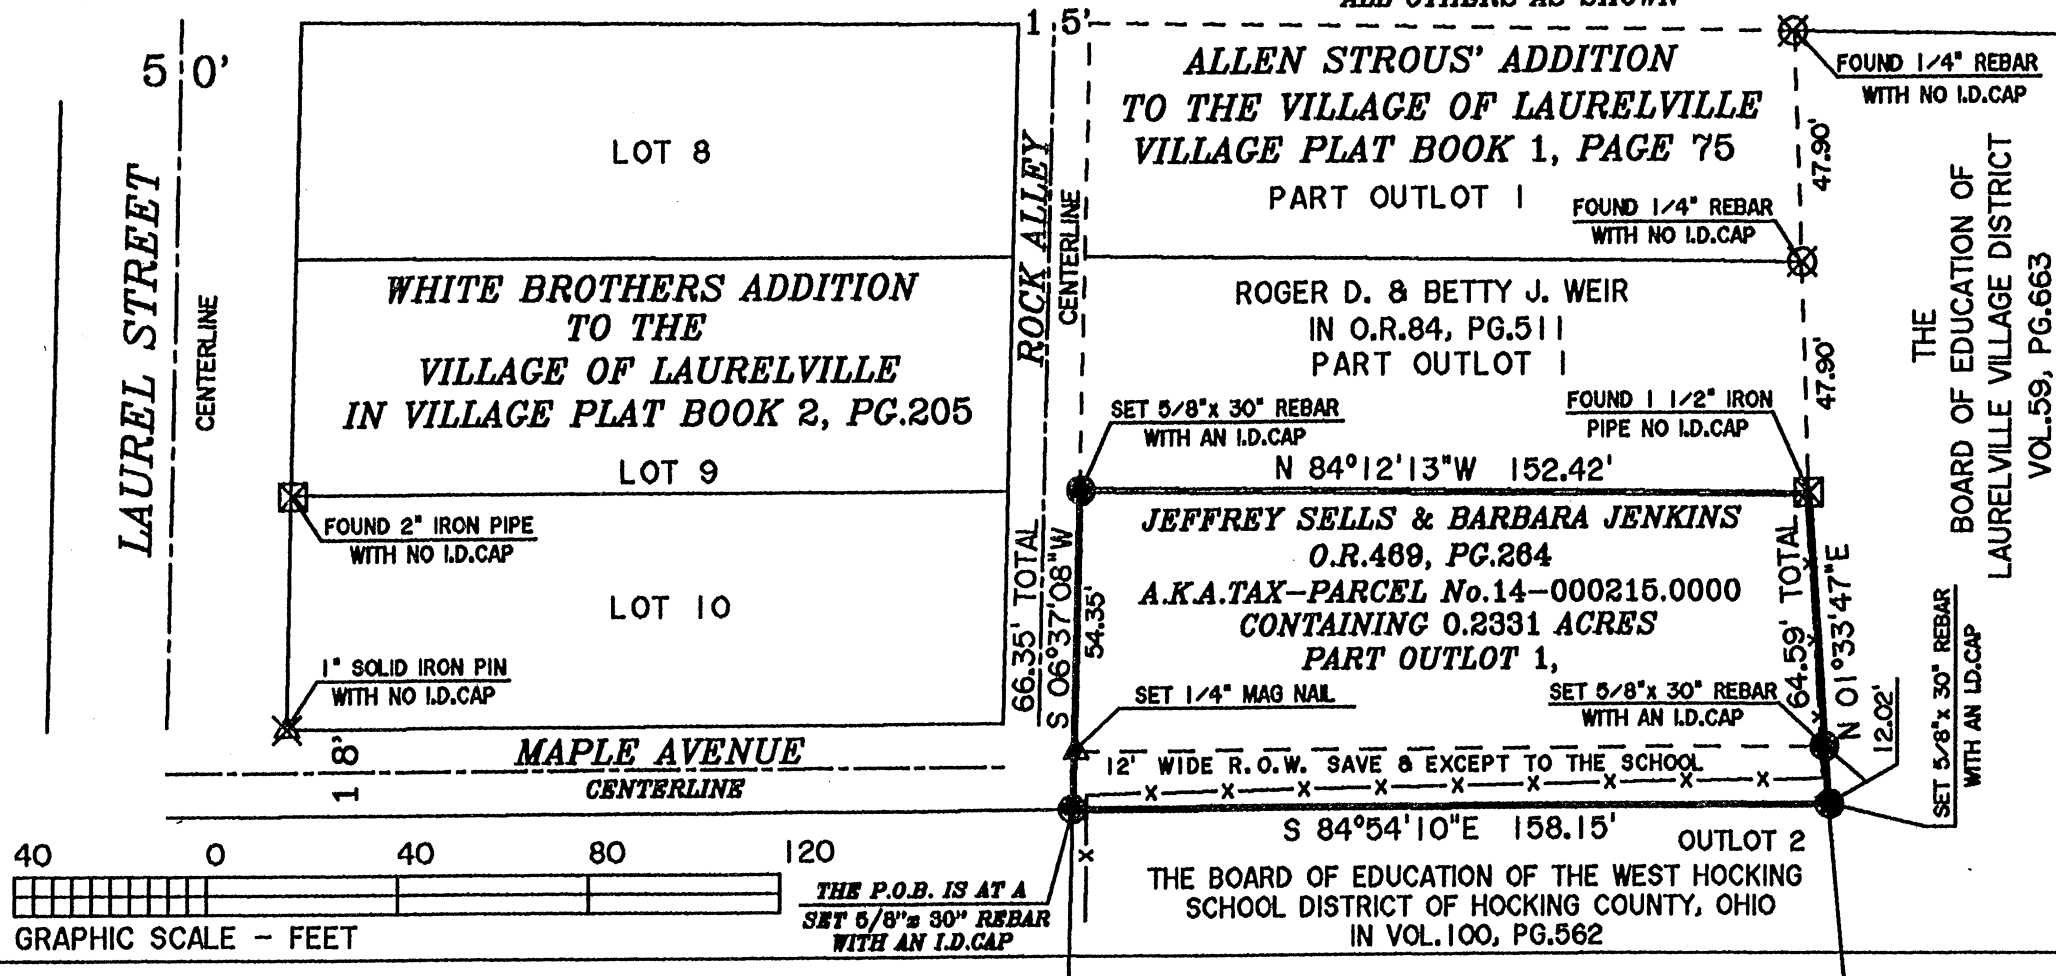 ALL OTHERS AS SHOWN
50'
15'
LAUREL STREET
CENTERLINE
LOT 8
WHITE BROTHERS ADDITION
TO THE
VILLAGE OF LAURELVILLE
IN VILLAGE PLAT BOOK 2, PG.205
LOT 9
FOUND 2" IRON PIPE
WITH NO I.D.CAP
LOT 10
1" SOLID IRON PIN
WITH NO I.D.CAP
18'
MAPLE AVENUE
CENTERLINE
ROCK ALLEY
CENTERLINE
66.35' TOTAL
S 06°37'08"W
54.35'
ALLEN STROUS' ADDITION
TO THE VILLAGE OF LAURELVILLE
VILLAGE PLAT BOOK 1, PAGE 75
PART OUTLOT 1
FOUND 1/4" REBAR
WITH NO I.D.CAP
FOUND 1/4" REBAR
WITH NO I.D.CAP
47.90'
ROGER D. & BETTY J. WEIR
IN O.R.84, PG.511
PART OUTLOT 1
47.90'
SET 5/8"x 30" REBAR
WITH AN I.D.CAP
FOUND 1 1/2" IRON
PIPE NO I.D.CAP
N 84°12'13"W 152.42'
JEFFREY SELLS & BARBARA JENKINS
O.R.469, PG.264
A.K.A.TAX-PARCEL No.14-000215.0000
CONTAINING 0.2331 ACRES
PART OUTLOT 1,
SET 1/4" MAG NAIL
SET 5/8"x 30" REBAR
WITH AN I.D.CAP
64.59' TOTAL
N 01°33'47"E
12.02'
12' WIDE R.O.W. SAVE & EXCEPT TO THE SCHOOL
S 84°54'10"E 158.15'
OUTLOT 2
THE BOARD OF EDUCATION OF THE WEST HOCKING
SCHOOL DISTRICT OF HOCKING COUNTY, OHIO
IN VOL.100, PG.562
THE
BOARD OF EDUCATION OF
LAURELVILLE VILLAGE DISTRICT
VOL.59, PG.663
SET 5/8"x 30" REBAR
WITH AN I.D.CAP
40 0 40 80 120
GRAPHIC SCALE - FEET
THE P.O.B. IS AT A
SET 5/8"x 30" REBAR
WITH AN I.D.CAP